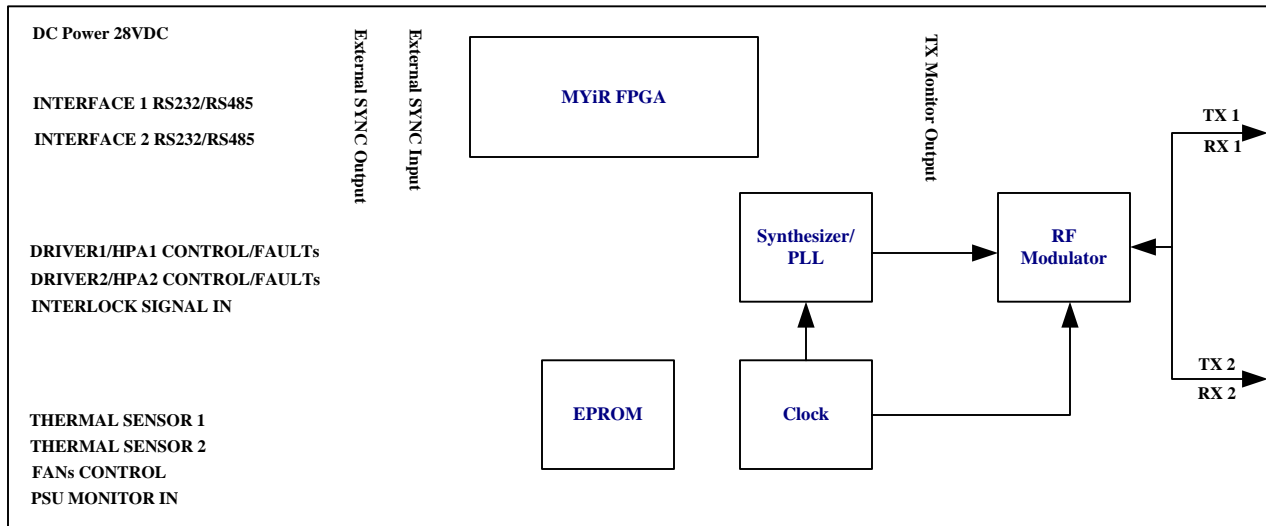 DC Power 28VDC
INTERFACE 1 RS232/RS485
INTERFACE 2 RS232/RS485
DRIVER1/HPA1 CONTROL/FAULTs
DRIVER2/HPA2 CONTROL/FAULTs
INTERLOCK SIGNAL IN
THERMAL SENSOR 1
THERMAL SENSOR 2
FANs CONTROL
PSU MONITOR IN
External SYNC Output
External SYNC Input
MYiR FPGA
TX Monitor Output
Synthesizer/
PLL
RF
Modulator
EPROM
Clock
TX 1
RX 1
TX 2
RX 2